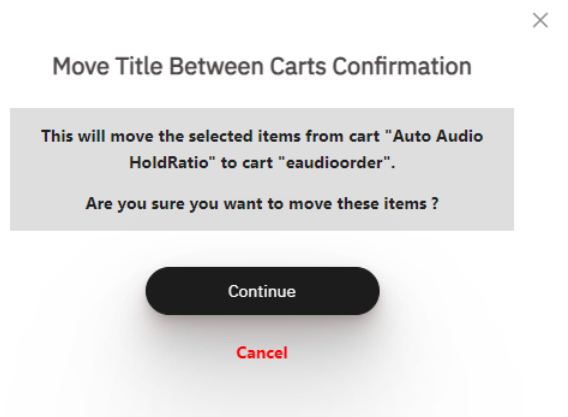 Move Title Between Carts Confirmation
This will move the selected items from cart "Auto Audio
HoldRatio" to cart "eaudioorder".
Are you sure you want to move these items ?
Continue
Cancel